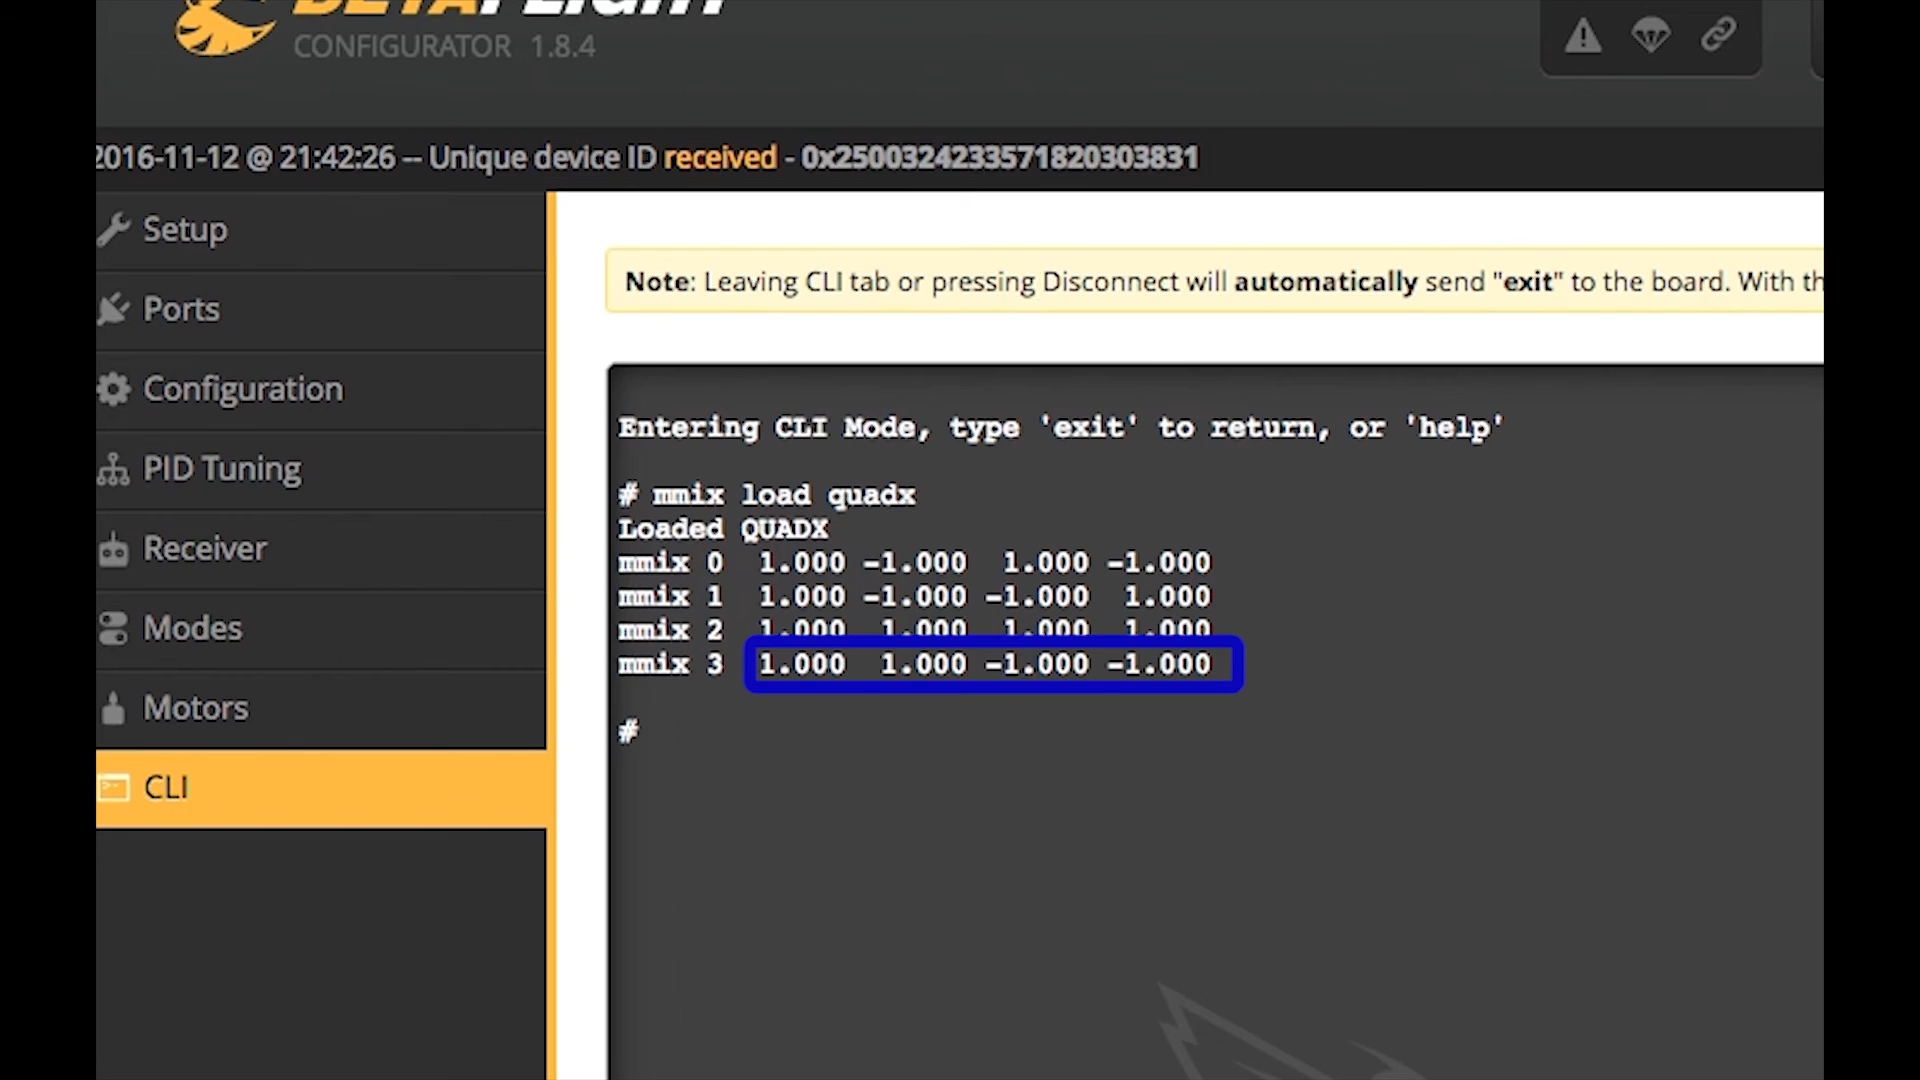 BETAFLIGHT
CONFIGURATOR 1.8.4
2016-11-12 @ 21:42:26 -- Unique device ID received - 0x2500324233571820303831
Setup
Ports
Configuration
PID Tuning
Receiver
Modes
Motors
CLI
Note: Leaving CLI tab or pressing Disconnect will automatically send "exit" to the board. With th
Entering CLI Mode, type 'exit' to return, or 'help'
# mmix load quadx
Loaded QUADX
mmix 0 1.000 -1.000 1.000 -1.000
mmix 1 1.000 -1.000 -1.000 1.000
mmix 2 1.000 1.000 1.000 1.000
mmix 3 1.000 1.000 -1.000 -1.000
#